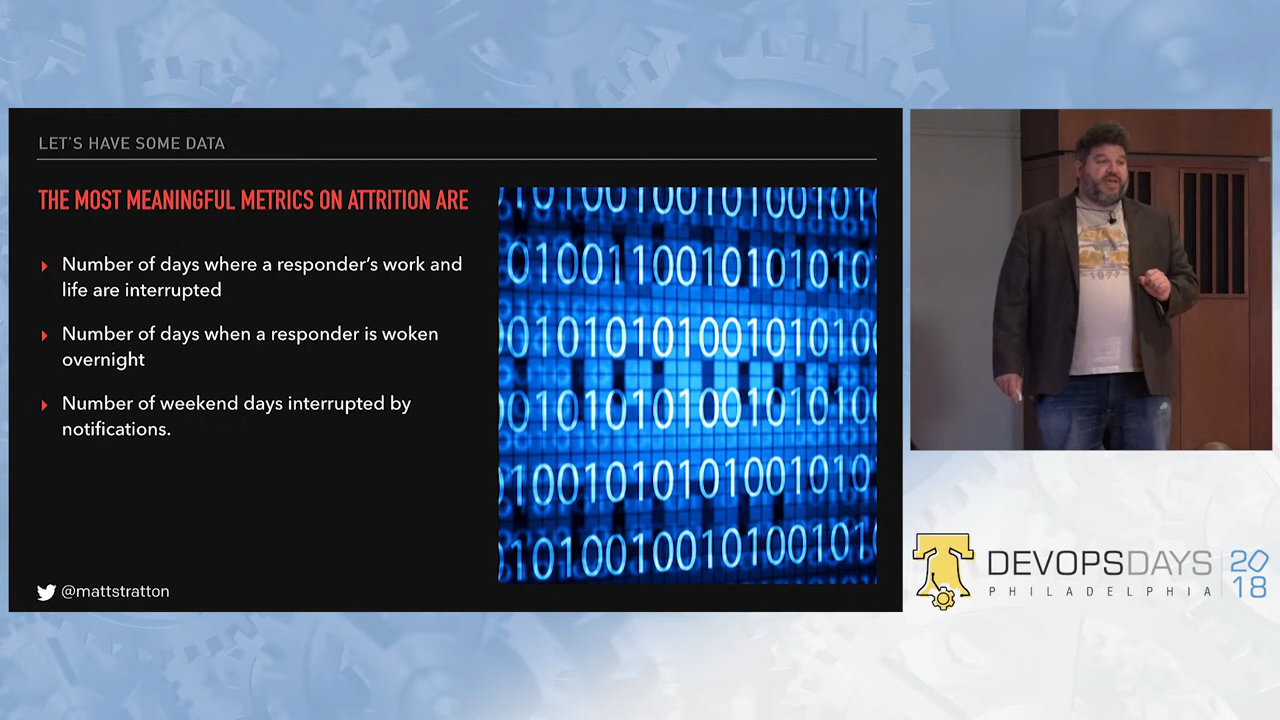 LET'S HAVE SOME DATA
THE MOST MEANINGFUL METRICS ON ATTRITION ARE
Number of days where a responder's work and
life are interrupted
Number of days when a responder is woken
overnight
Number of weekend days interrupted by
notifications.
@mattstratton
1977
DEVOPSDAYS
PHILADELPHIA
20
18